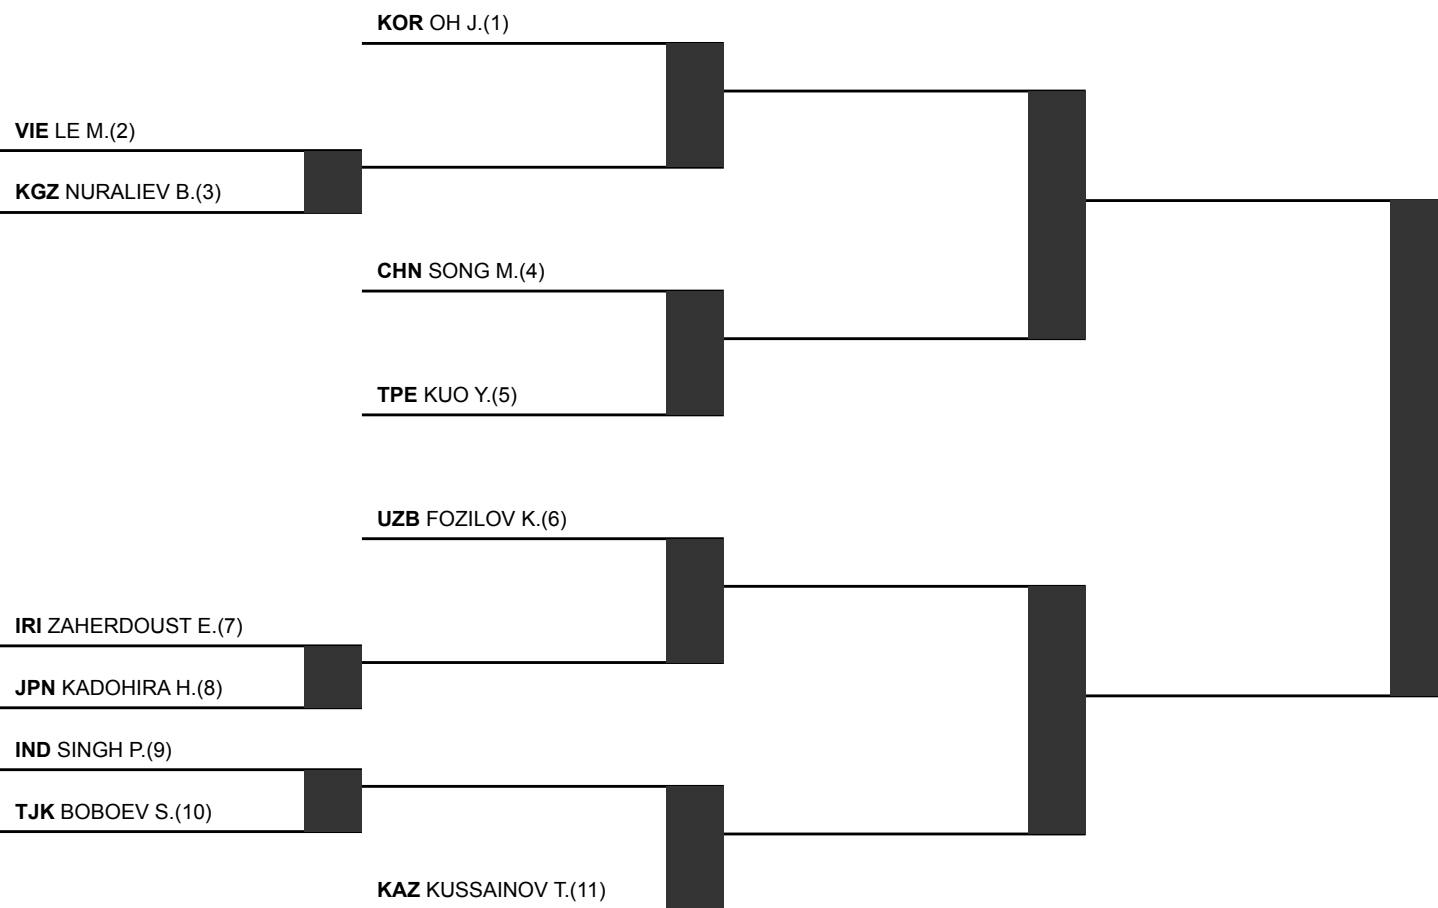 KOR OH J.(1)
VIE LE M.(2)
KGZ NURALIEV B.(3)
CHN SONG M.(4)
TPE KUO Y.(5)
UZB FOZILOV K.(6)
IRI ZAHERDOUST E.(7)
JPN KADOHIRA H.(8)
IND SINGH P.(9)
TJK BOBOEV S.(10)
KAZ KUSSAINOV T.(11)